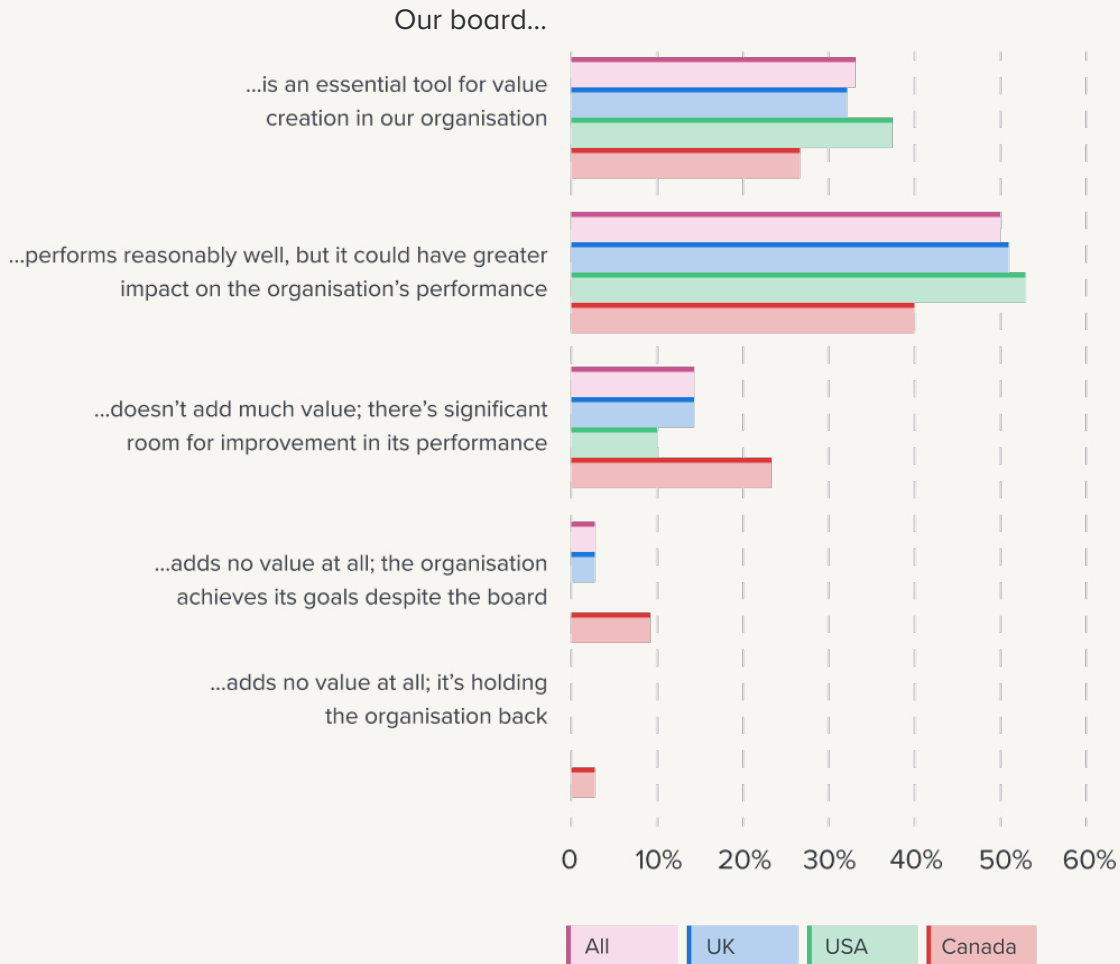 Our board...
...is an essential tool for value
creation in our organisation
...performs reasonably well, but it could have greater
impact on the organisation’s performance
...doesn’t add much value; there’s significant
room for improvement in its performance
...adds no value at all; the organisation
achieves its goals despite the board
...adds no value at all; it’s holding
the organisation back
0 10% 20% 30% 40% 50% 60%
All UK USA Canada